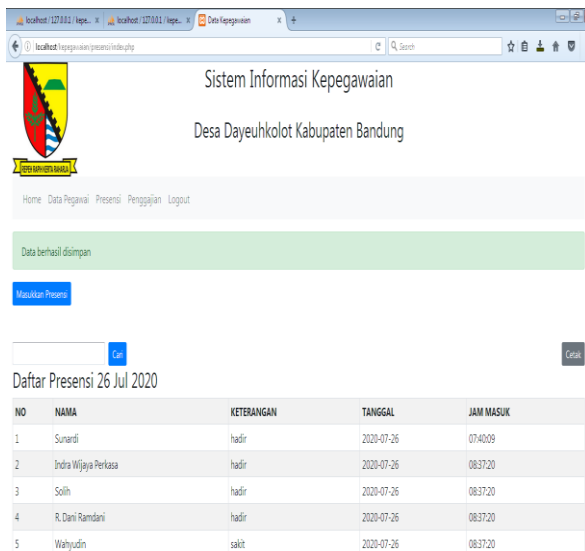 localhost / 127.0.0.1 / kepe... x localhost / 127.0.0.1 / kepe... x Data Kepegawaian x +
localhost/kepegawaian/presensi/index.php Search
Sistem Informasi Kepegawaian
Desa Dayeuhkolot Kabupaten Bandung
REPEH RAPIH KERTA RAHARJA
Home Data Pegawai Presensi Penggajian Logout
Data berhasil disimpan
Masukkan Presensi
Cari Cetak
Daftar Presensi 26 Jul 2020
NO NAMA KETERANGAN TANGGAL JAM MASUK
1 Sunardi hadir 2020-07-26 07:40:09
2 Indra Wijaya Perkasa hadir 2020-07-26 08:37:20
3 Solih hadir 2020-07-26 08:37:20
4 R. Dani Ramdani hadir 2020-07-26 08:37:20
5 Wahyudin sakit 2020-07-26 08:37:20